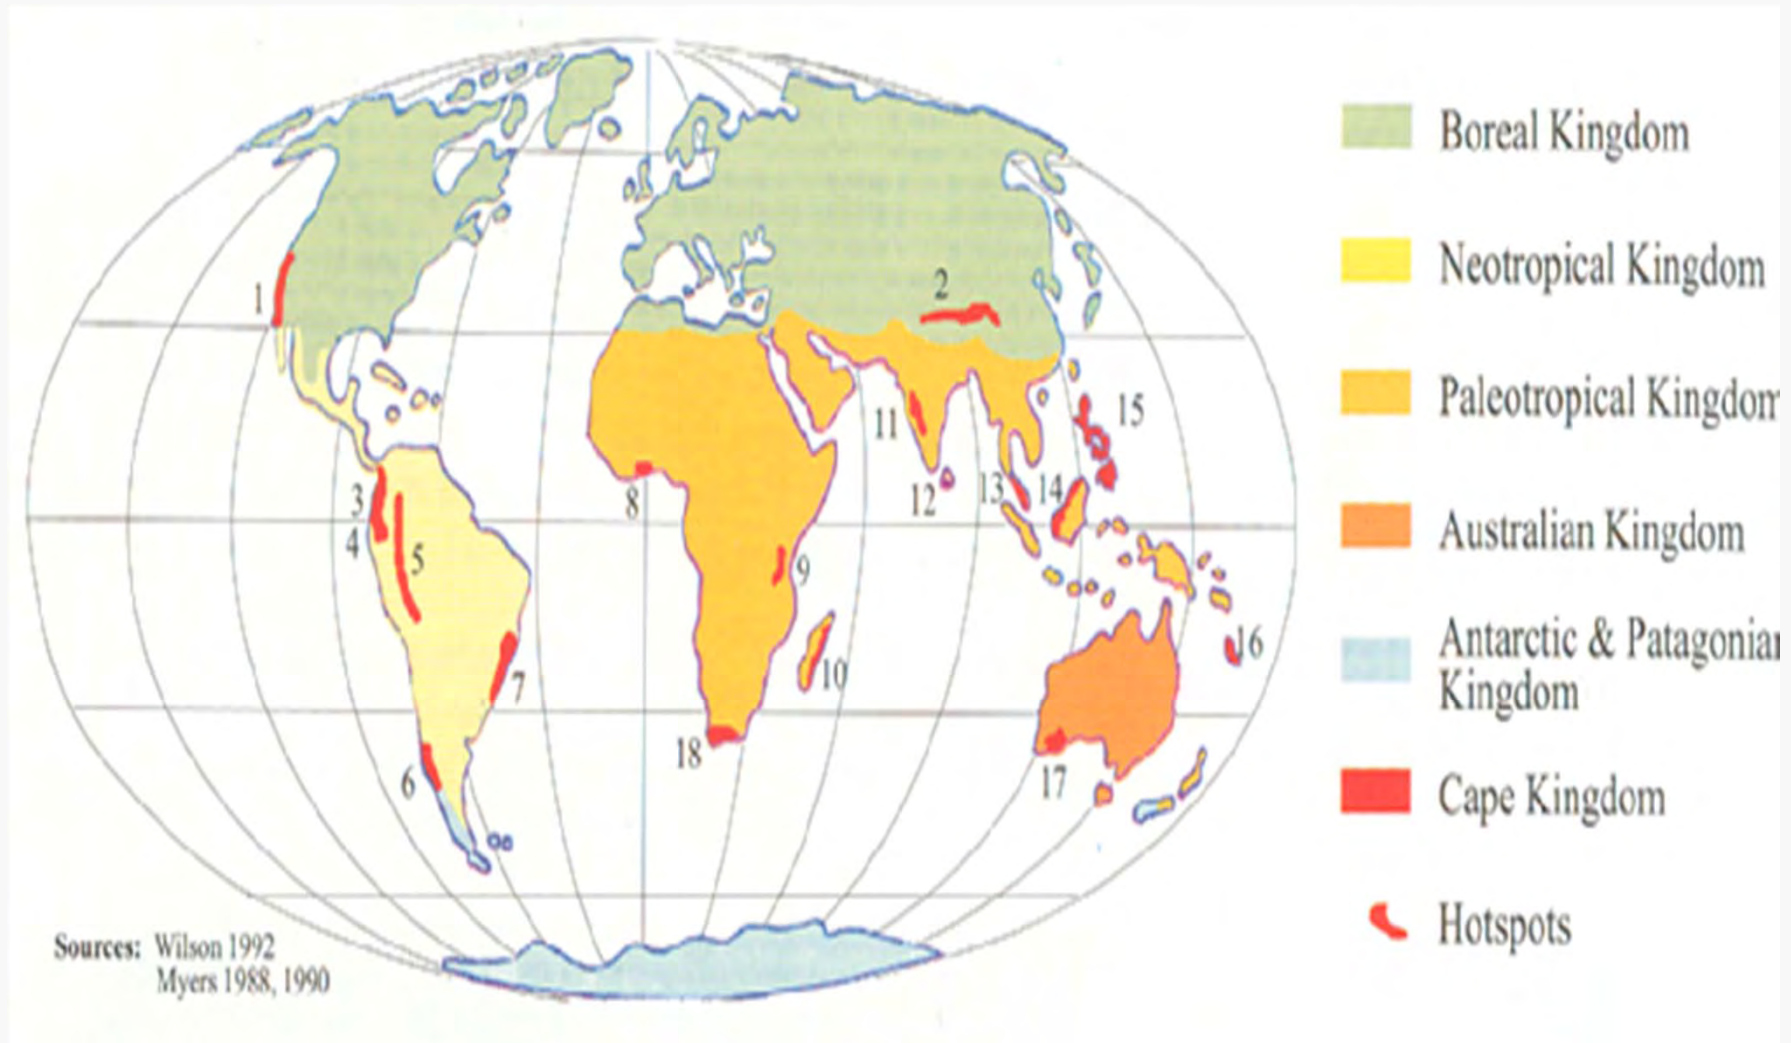 1
2
3
4
5
6
7
8
9
10
11
12
13
14
15
16
17
18
Boreal Kingdom
Neotropical Kingdom
Paleotropical Kingdom
Australian Kingdom
Antarctic & Patagonian
Kingdom
Cape Kingdom
Hotspots
Sources: Wilson 1992
Myers 1988, 1990